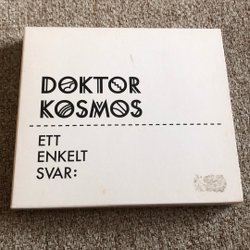 DOKTOR
KOSMOS
ETT
ENKELT
SVAR: